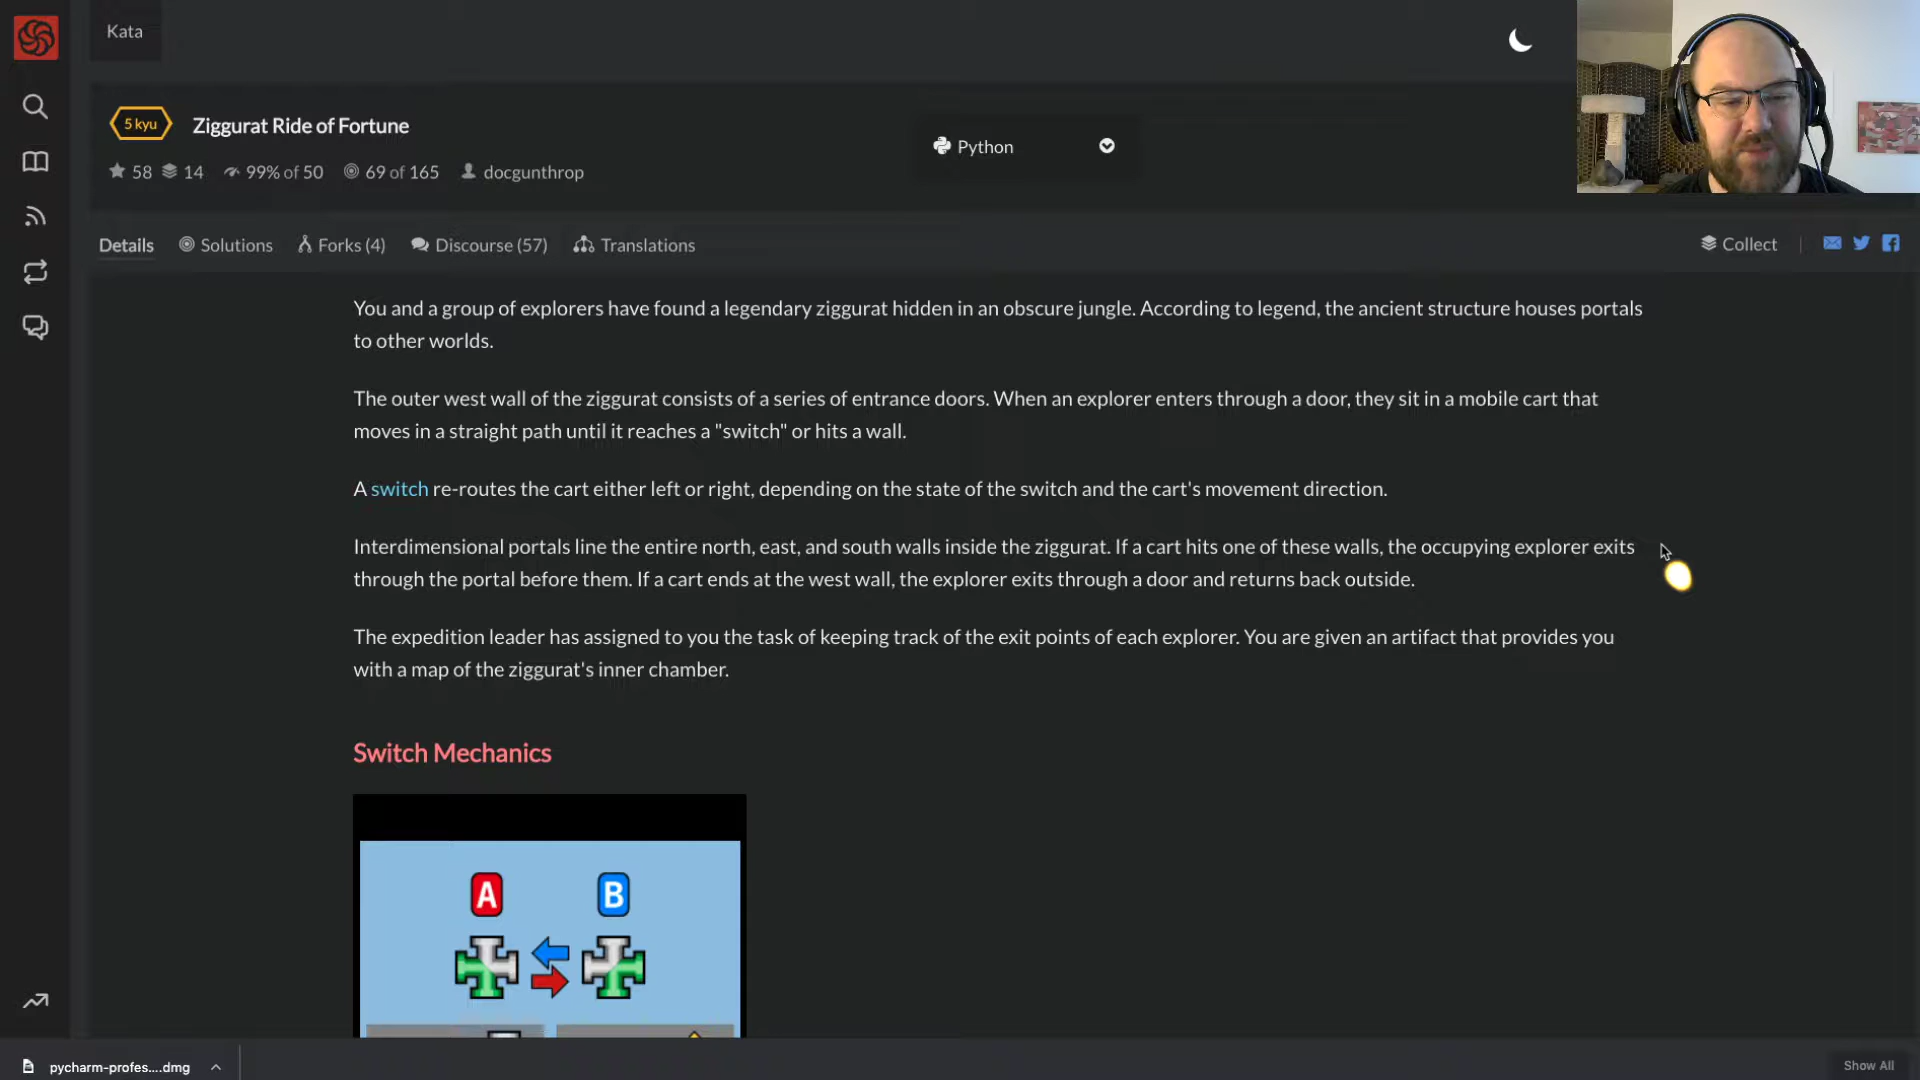 Kata
5 kyu
Ziggurat Ride of Fortune
58 14 99% of 50 69 of 165 docgunthrop
Python
Details Solutions Forks (4) Discourse (57) Translations
Collect
You and a group of explorers have found a legendary ziggurat hidden in an obscure jungle. According to legend, the ancient structure houses portals
to other worlds.
The outer west wall of the ziggurat consists of a series of entrance doors. When an explorer enters through a door, they sit in a mobile cart that
moves in a straight path until it reaches a "switch" or hits a wall.
A switch re-routes the cart either left or right, depending on the state of the switch and the cart's movement direction.
Interdimensional portals line the entire north, east, and south walls inside the ziggurat. If a cart hits one of these walls, the occupying explorer exits
through the portal before them. If a cart ends at the west wall, the explorer exits through a door and returns back outside.
The expedition leader has assigned to you the task of keeping track of the exit points of each explorer. You are given an artifact that provides you
with a map of the ziggurat's inner chamber.
Switch Mechanics
A B
pycharm-profes....dmg
Show All